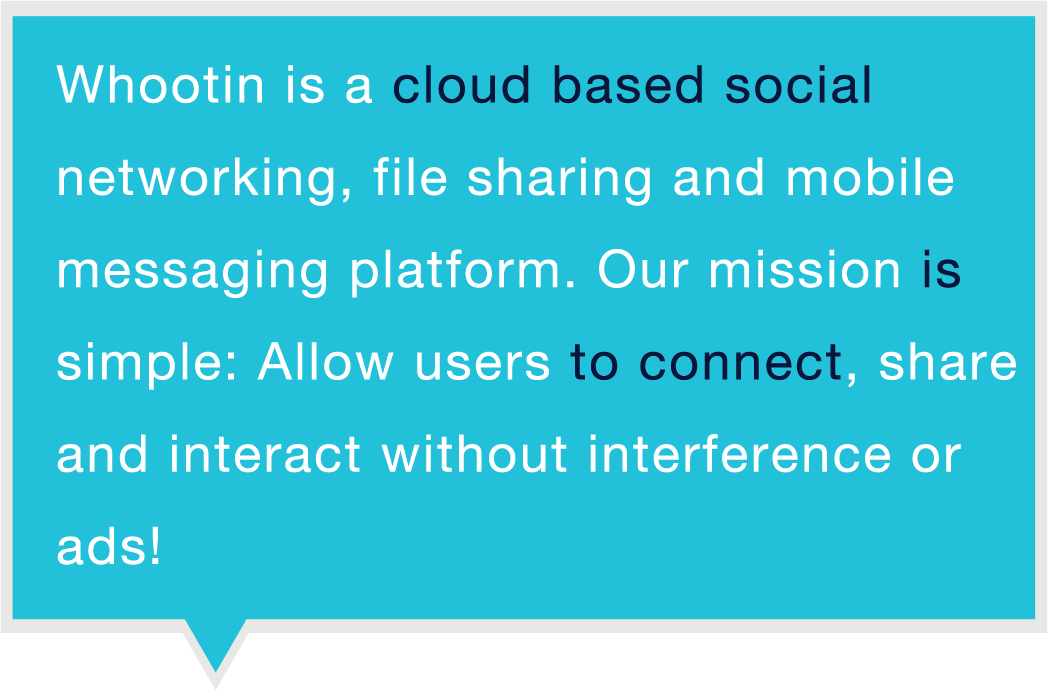 Whootin is a cloud based social
networking, file sharing and mobile
messaging platform. Our mission is
simple: Allow users to connect, share
and interact without interference or
ads!